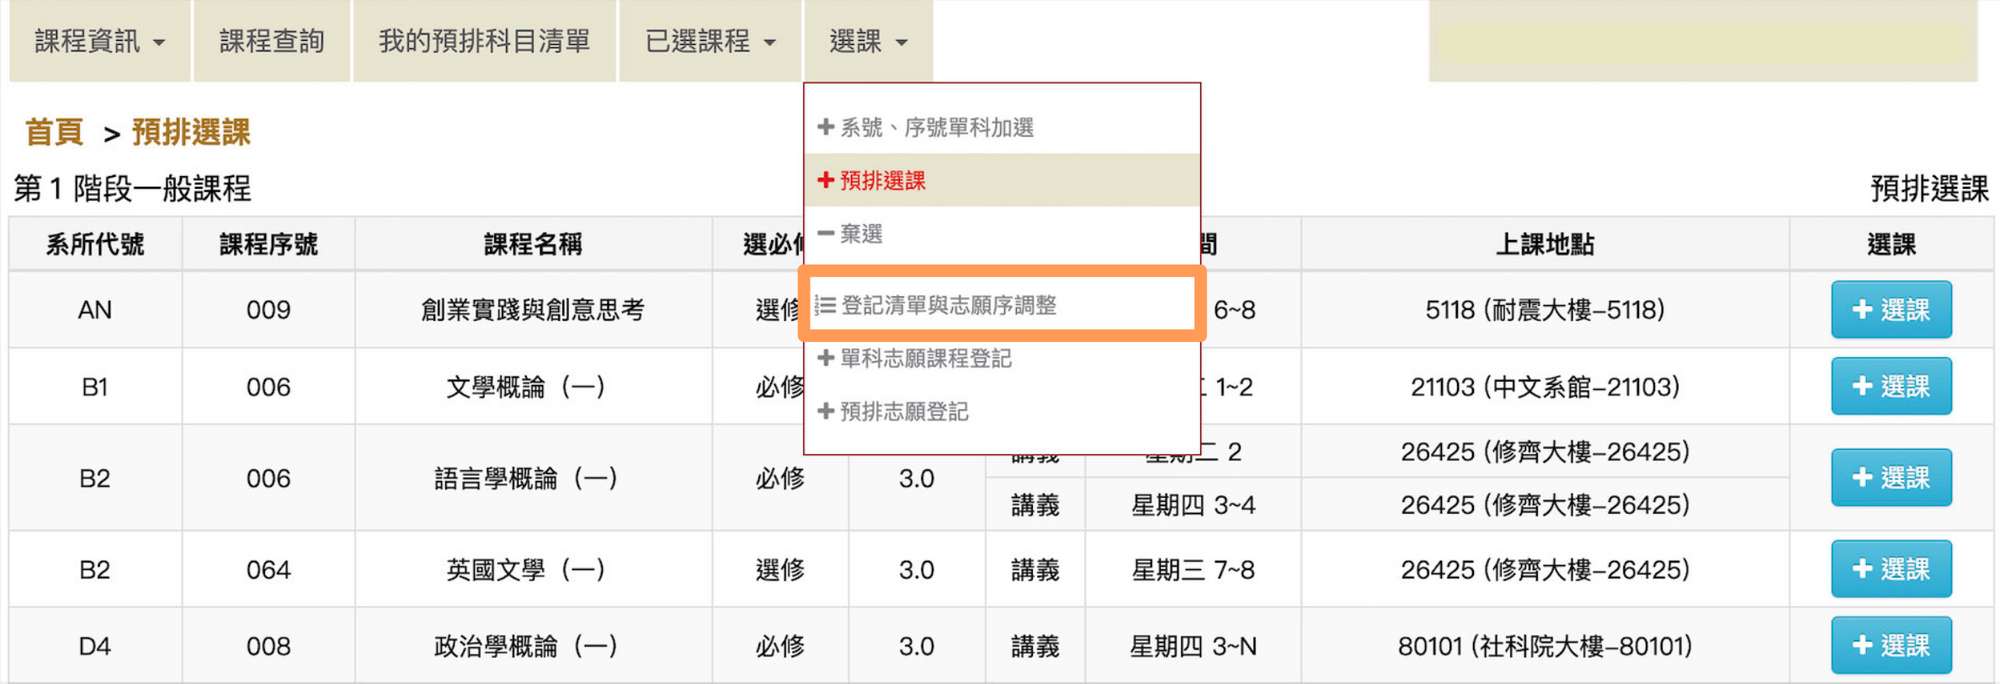 課程資訊 課程查詢 我的預排科目清單 已選課程 選課
系號、序號單科加選
預排選課
棄選
登記清單與志願序調整
單科志願課程登記
預排志願登記
首頁 > 預排選課
第 1 階段一般課程 預排選課
系所代號 課程序號 課程名稱 選必 間 上課地點 選課
AN 009 創業實踐與創意思考 選修 6~8 5118 (耐震大樓–5118) 選課
B1 006 文學概論（一） 必修 1~2 21103 (中文系館–21103) 選課
B2 006 語言學概論（一） 必修 3.0 講義 星期二 2 26425 (修齊大樓–26425) 選課
講義 星期四 3~4 26425 (修齊大樓–26425)
B2 064 英國文學（一） 選修 3.0 講義 星期三 7~8 26425 (修齊大樓–26425) 選課
D4 008 政治學概論（一） 必修 3.0 講義 星期四 3~N 80101 (社科院大樓–80101) 選課